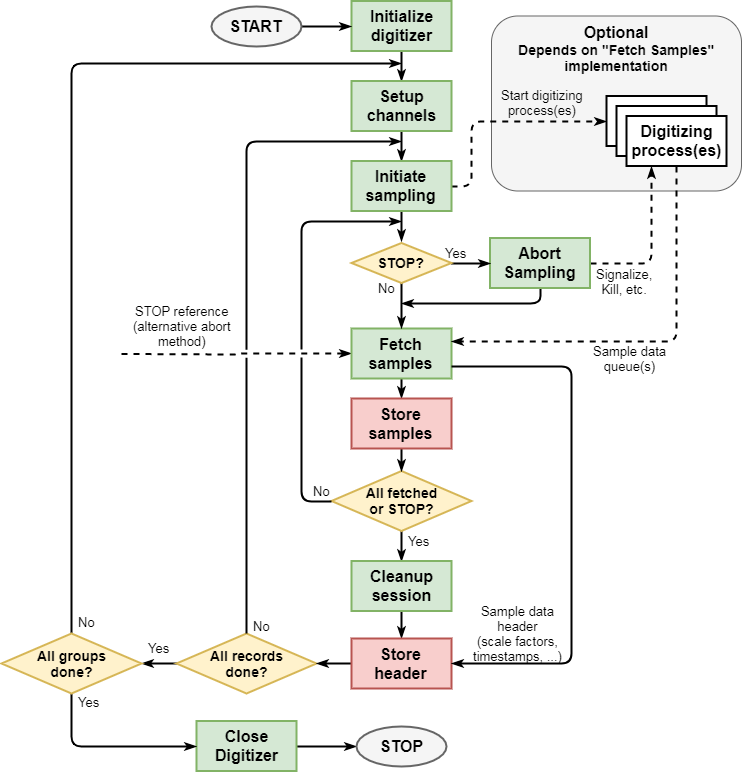 START
Initialize
digitizer
Optional
Depends on "Fetch Samples"
implementation
Setup
channels
Start digitizing
process(es)
Digitizing
process(es)
Initiate
sampling
STOP?
Yes
No
Abort
Sampling
Signalize,
Kill, etc.
STOP reference
(alternative abort
method)
Fetch
samples
Sample data
queue(s)
Store
samples
All fetched
or STOP?
No
Yes
Cleanup
session
Sample data
header
(scale factors,
timestamps, ...)
Store
header
All records
done?
No
Yes
All groups
done?
No
Yes
Close
Digitizer
STOP